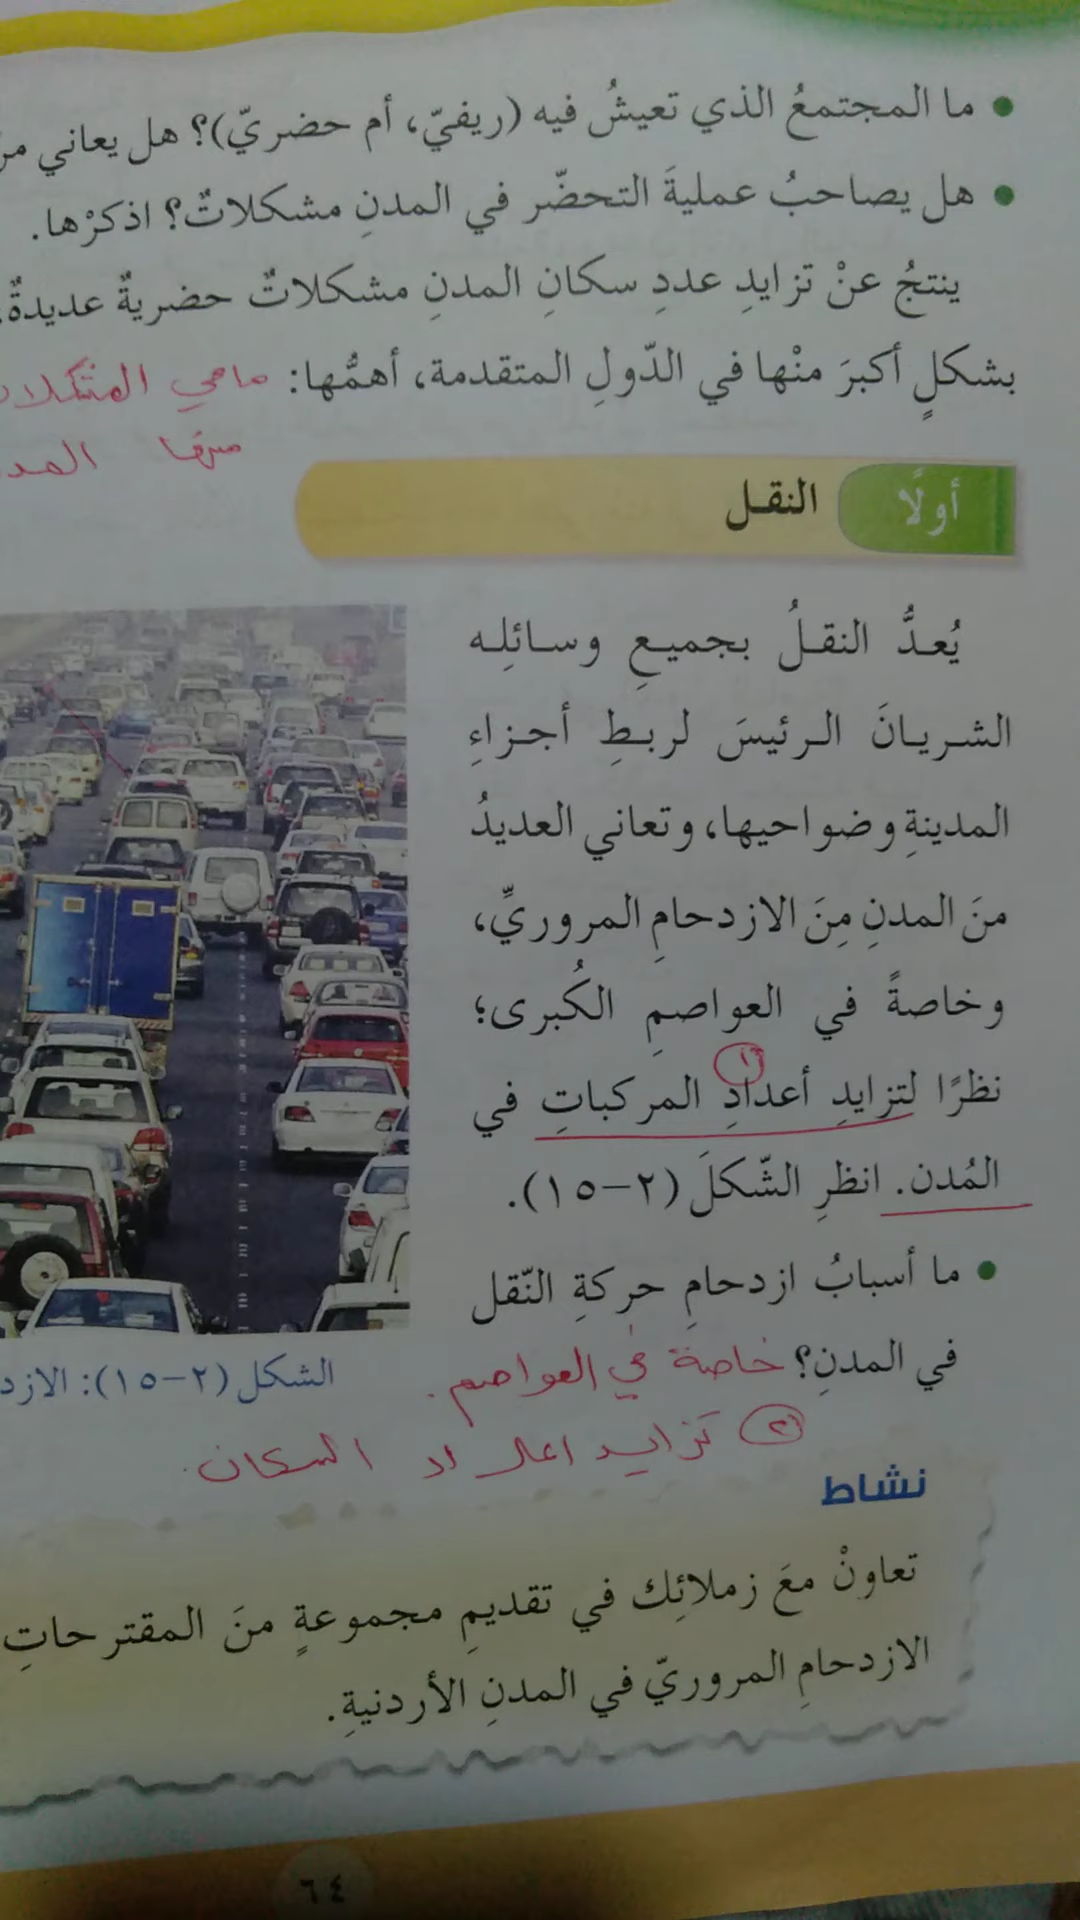 ما المجتمعُ الذي تعيشُ فيه (ريفيّ، أم حضريّ)؟ هل يعاني
هل يصاحبُ عمليةَ التحضّر في المدنِ مشكلاتٌ؟ اذكرْها.
ينتجُ عنْ تزايدِ عددِ سكانِ المدنِ مشكلاتٌ حضريةٌ عديدةٌ
بشكلٍ أكبرَ منْها في الدّولِ المتقدمة، أهمُّها: ماهي
منها
أولًا النقل
يُعدُّ النقلُ بجميعِ وسائلِه
الشريانَ الرئيسَ لربطِ أجزاءِ
المدينةِ وضواحيها، وتعاني العديدُ
منَ المدنِ مِنَ الازدحامِ المروريِّ،
وخاصةً في العواصمِ الكُبرى؛
١
نظرًا لتزايدِ أعدادِ المركباتِ في
المُدن. انظرِ الشّكلَ (٢-١٥).
ما أسبابُ ازدحامِ حركةِ النّقل
في المدنِ؟ خاصة في العواصم.
الشكل (٢-١٥):
٢ تزايد اعداد السكان.
نشاط
تعاونْ معَ زملائِك في تقديمِ مجموعةٍ منَ المقترحاتِ
الازدحامِ المروريّ في المدنِ الأردنيةِ.
٦٤